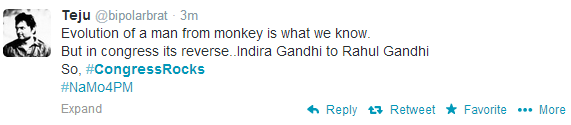 Teju @bipolarbrat · 3m
Evolution of a man from monkey is what we know.
But in congress its reverse..Indira Gandhi to Rahul Gandhi
So, #CongressRocks
#NaMo4PM
Expand Reply Retweet Favorite More